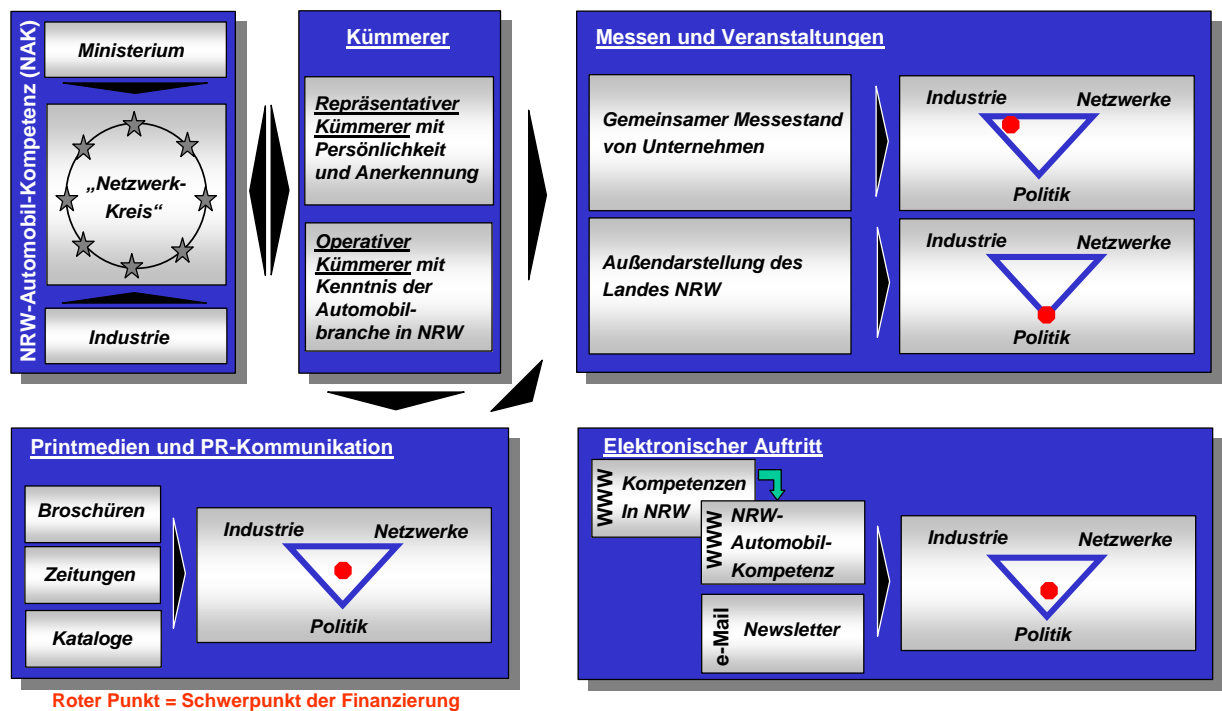 NRW-Automobil-Kompetenz (NAK)
Ministerium
„Netzwerk-
Kreis“
Industrie
Kümmerer
Repräsentativer
Kümmerer mit
Persönlichkeit
und Anerkennung
Operativer
Kümmerer mit
Kenntnis der
Automobil-
branche in NRW
Messen und Veranstaltungen
Gemeinsamer Messestand
von Unternehmen
Industrie
Netzwerke
Politik
Außendarstellung des
Landes NRW
Industrie
Netzwerke
Politik
Printmedien und PR-Kommunikation
Broschüren
Zeitungen
Kataloge
Industrie
Netzwerke
Politik
Elektronischer Auftritt
WWW
Kompetenzen
In NRW
WWW
NRW-
Automobil-
Kompetenz
e-Mail
Newsletter
Industrie
Netzwerke
Politik
Roter Punkt = Schwerpunkt der Finanzierung